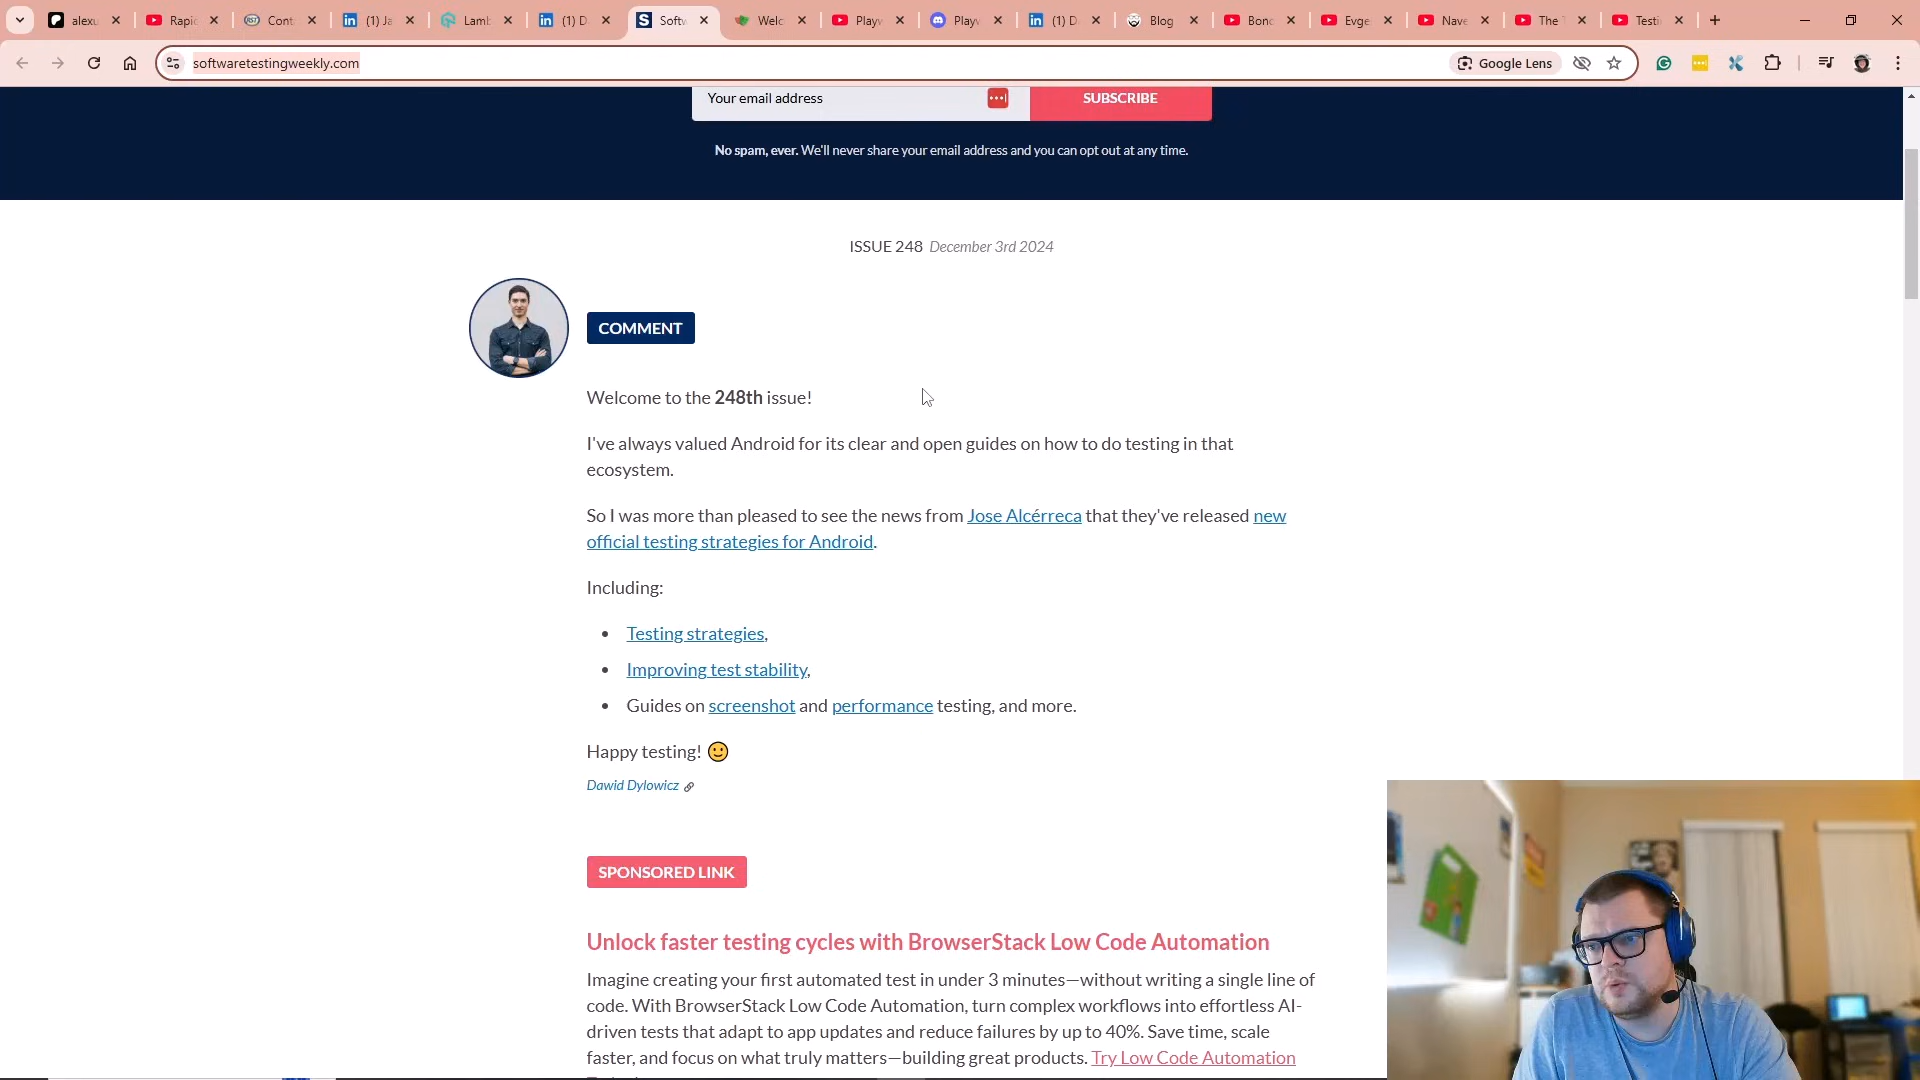 alexu
Rapi
Cont
(1) Ja
Lamb
(1) D
Softw
Welc
Playw
Playw
(1) D
Blog
Bond
Evge
Nave
The
Testi
softwaretestingweekly.com
Google Lens
Your email address
SUBSCRIBE
No spam, ever. We'll never share your email address and you can opt out at any time.
ISSUE 248 December 3rd 2024
COMMENT
Welcome to the 248th issue!
I've always valued Android for its clear and open guides on how to do testing in that
ecosystem.
So I was more than pleased to see the news from Jose Alcérreca that they've released new
official testing strategies for Android.
Including:
• Testing strategies,
• Improving test stability,
• Guides on screenshot and performance testing, and more.
Happy testing! 🙂
Dawid Dylowicz
SPONSORED LINK
Unlock faster testing cycles with BrowserStack Low Code Automation
Imagine creating your first automated test in under 3 minutes—without writing a single line of
code. With BrowserStack Low Code Automation, turn complex workflows into effortless AI-
driven tests that adapt to app updates and reduce failures by up to 40%. Save time, scale
faster, and focus on what truly matters—building great products. Try Low Code Automation